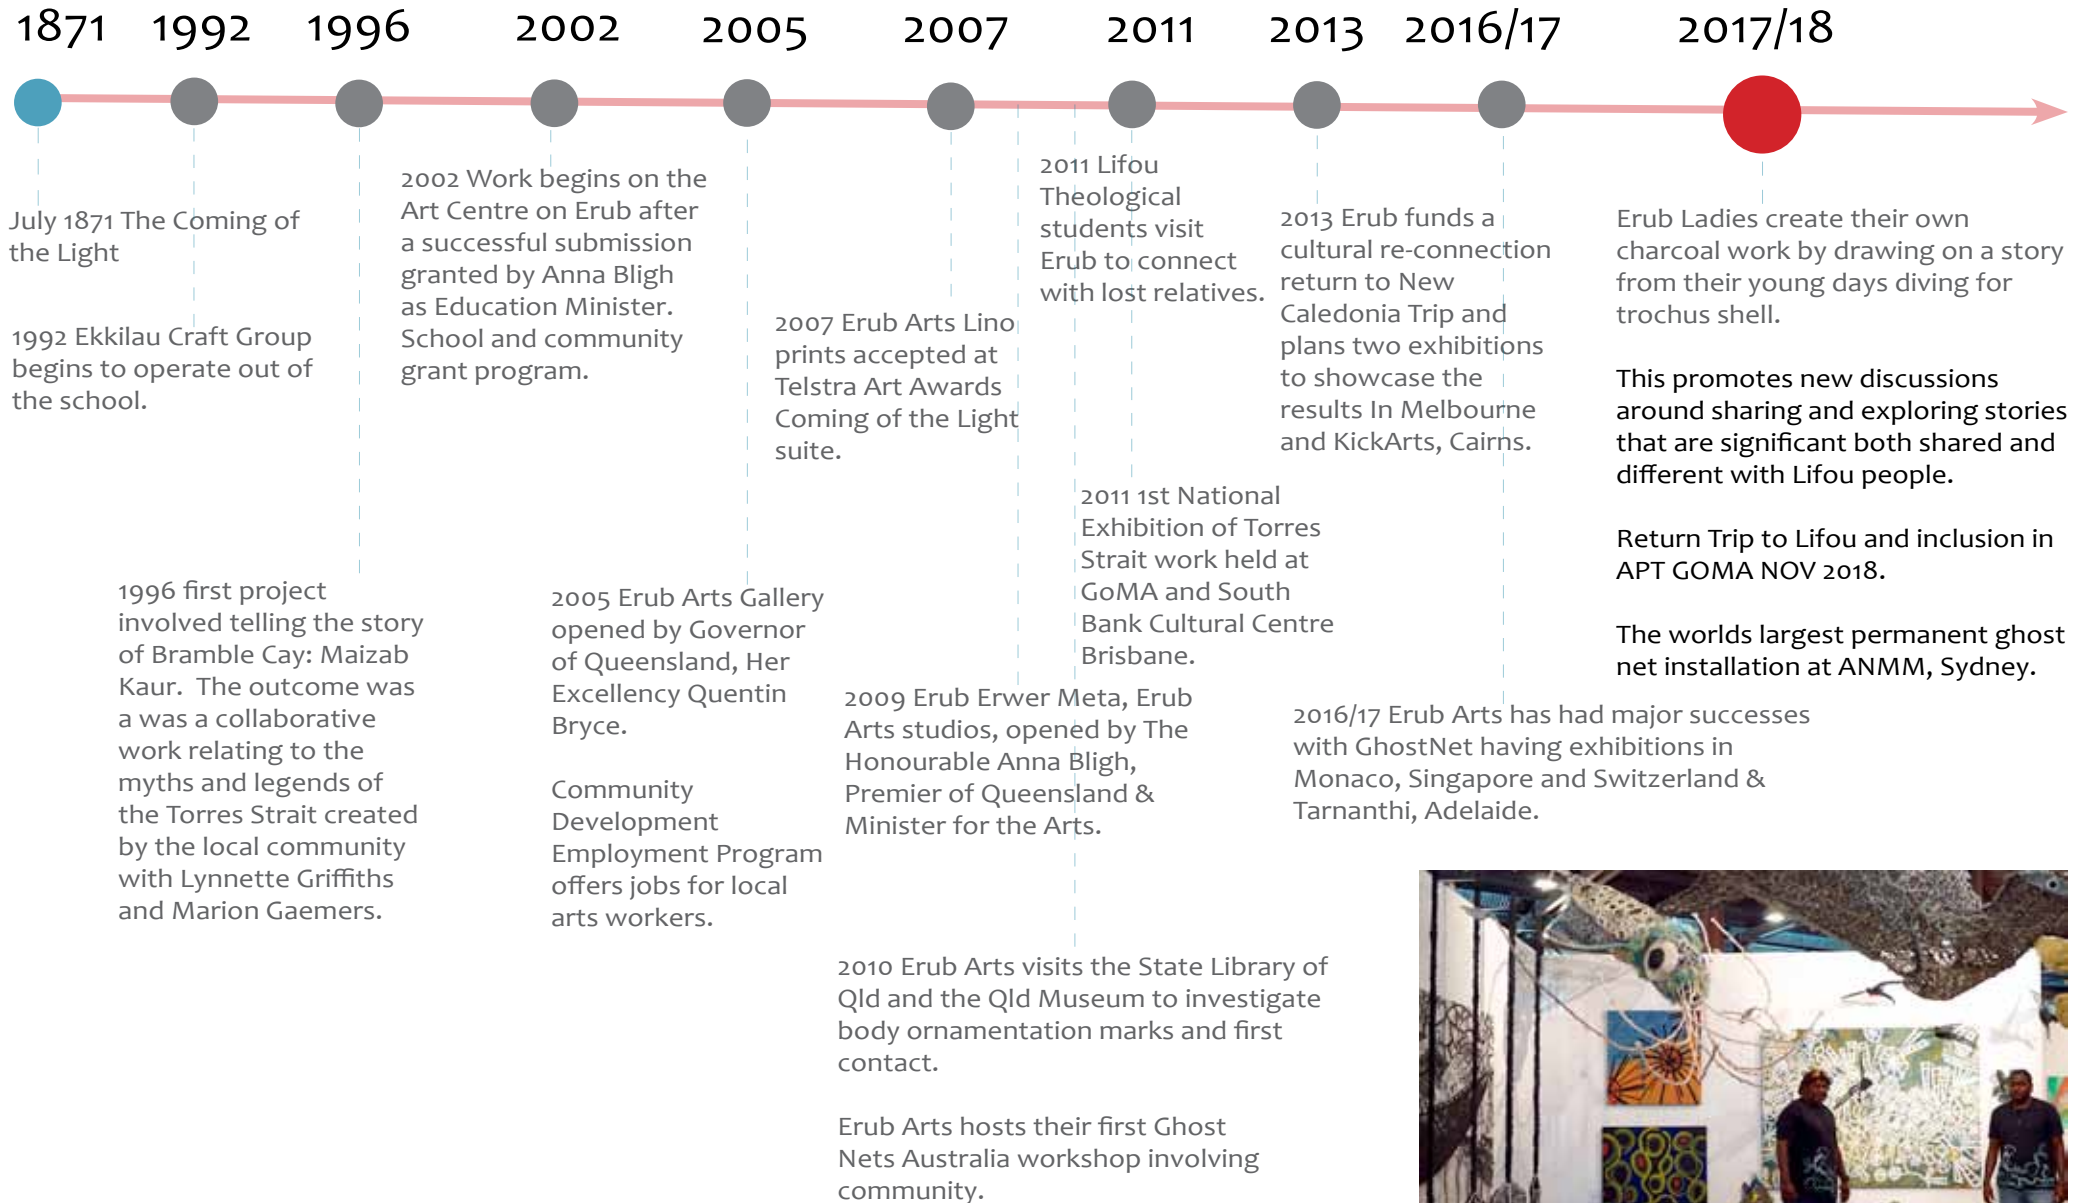 1871 1992 1996 2002 2005 2007 2011 2013 2016/17 2017/18
July 1871 The Coming of
the Light
1992 Ekkilau Craft Group
begins to operate out of
the school.
1996 first project
involved telling the story
of Bramble Cay: Maizab
Kaur. The outcome was
a was a collaborative
work relating to the
myths and legends of
the Torres Strait created
by the local community
with Lynnette Griffiths
and Marion Gaemers.
2002 Work begins on the
Art Centre on Erub after
a successful submission
granted by Anna Bligh
as Education Minister.
School and community
grant program.
2005 Erub Arts Gallery
opened by Governor
of Queensland, Her
Excellency Quentin
Bryce.
Community
Development
Employment Program
offers jobs for local
arts workers.
2007 Erub Arts Lino
prints accepted at
Telstra Art Awards
Coming of the Light
suite.
2009 Erub Erwer Meta, Erub
Arts studios, opened by The
Honourable Anna Bligh,
Premier of Queensland &
Minister for the Arts.
2010 Erub Arts visits the State Library of
Qld and the Qld Museum to investigate
body ornamentation marks and first
contact.
Erub Arts hosts their first Ghost
Nets Australia workshop involving
community.
2011 Lifou
Theological
students visit
Erub to connect
with lost relatives.
2011 1st National
Exhibition of Torres
Strait work held at
GoMA and South
Bank Cultural Centre
Brisbane.
2013 Erub funds a
cultural re-connection
return to New
Caledonia Trip and
plans two exhibitions
to showcase the
results In Melbourne
and KickArts, Cairns.
2016/17 Erub Arts has had major successes
with GhostNet having exhibitions in
Monaco, Singapore and Switzerland &
Tarnanthi, Adelaide.
Erub Ladies create their own
charcoal work by drawing on a story
from their young days diving for
trochus shell.
This promotes new discussions
around sharing and exploring stories
that are significant both shared and
different with Lifou people.
Return Trip to Lifou and inclusion in
APT GOMA NOV 2018.
The worlds largest permanent ghost
net installation at ANMM, Sydney.